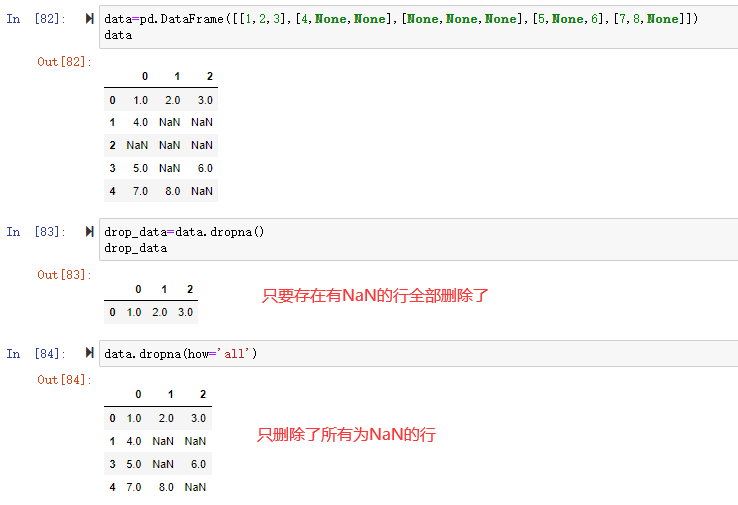 In [82]: data=pd.DataFrame([[1,2,3],[4,None,None],[None,None,None],[5,None,6],[7,8,None]])
data
Out[82]:
0 1 2
0 1.0 2.0 3.0
1 4.0 NaN NaN
2 NaN NaN NaN
3 5.0 NaN 6.0
4 7.0 8.0 NaN
In [83]: drop_data=data.dropna()
drop_data
Out[83]:
0 1 2
0 1.0 2.0 3.0
只要存在有NaN的行全部删除了
In [84]: data.dropna(how='all')
Out[84]:
0 1 2
0 1.0 2.0 3.0
1 4.0 NaN NaN
3 5.0 NaN 6.0
4 7.0 8.0 NaN
只删除了所有为NaN的行